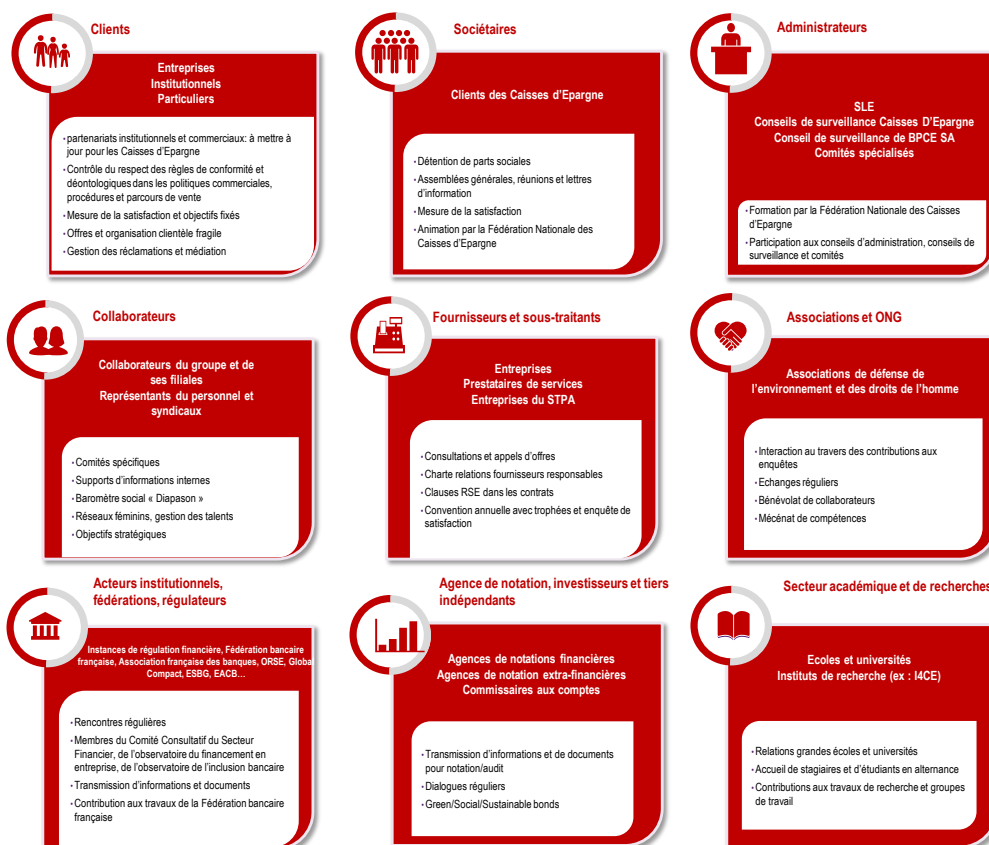 Clients
Entreprises
Institutionnels
Particuliers
•partenariats institutionnels et commerciaux: à mettre à
jour pour les Caisses d'Epargne
•Contrôle du respect des règles de conformité et
déontologiques dans les politiques commerciales,
procédures et parcours de vente
•Mesure de la satisfaction et objectifs fixés
•Offres et organisation clientèle fragile
•Gestion des réclamations et médiation
Sociétaires
Clients des Caisses d'Epargne
•Détention de parts sociales
•Assemblées générales, réunions et lettres
d'information
•Mesure de la satisfaction
•Animation par la Fédération Nationale des
Caisses d'Epargne
Administrateurs
SLE
Conseils de surveillance Caisses D'Epargne
Conseil de surveillance de BPCE SA
Comités spécialisés
•Formation par la Fédération Nationale des Caisses
d'Epargne
•Participation aux conseils d'administration, conseils de
surveillance et comités
Collaborateurs
Collaborateurs du groupe et de
ses filiales
Représentants du personnel et
syndicaux
•Comités spécifiques
•Supports d'informations internes
•Baromètre social « Diapason »
•Réseaux féminins, gestion des talents
•Objectifs stratégiques
Fournisseurs et sous-traitants
Entreprises
Prestataires de services
Entreprises du STPA
•Consultations et appels d'offres
•Charte relations fournisseurs responsables
•Clauses RSE dans les contrats
•Convention annuelle avec trophées et enquête de
satisfaction
Associations et ONG
Associations de défense de
l'environnement et des droits de l'homme
•Interaction au travers des contributions aux
enquêtes
•Echanges réguliers
•Bénévolat de collaborateurs
•Mécénat de compétences
Acteurs institutionnels,
fédérations, régulateurs
Instances de régulation financière, Fédération bancaire
française, Association française des banques, ORSE, Global
Compact, ESBG, EACB…
•Rencontres régulières
•Membres du Comité Consultatif du Secteur
Financier, de l'observatoire du financement en
entreprise, de l'observatoire de l'inclusion bancaire
•Transmission d'informations et documents
•Contribution aux travaux de la Fédération bancaire
française
Agence de notation, investisseurs et tiers
indépendants
Agences de notations financières
Agences de notation extra-financières
Commissaires aux comptes
•Transmission d'informations et de documents
pour notation/audit
•Dialogues réguliers
•Green/Social/Sustainable bonds
Secteur académique et de recherches
Ecoles et universités
Instituts de recherche (ex : I4CE)
•Relations grandes écoles et universités
•Accueil de stagiaires et d'étudiants en alternance
•Contributions aux travaux de recherche et groupes
de travail